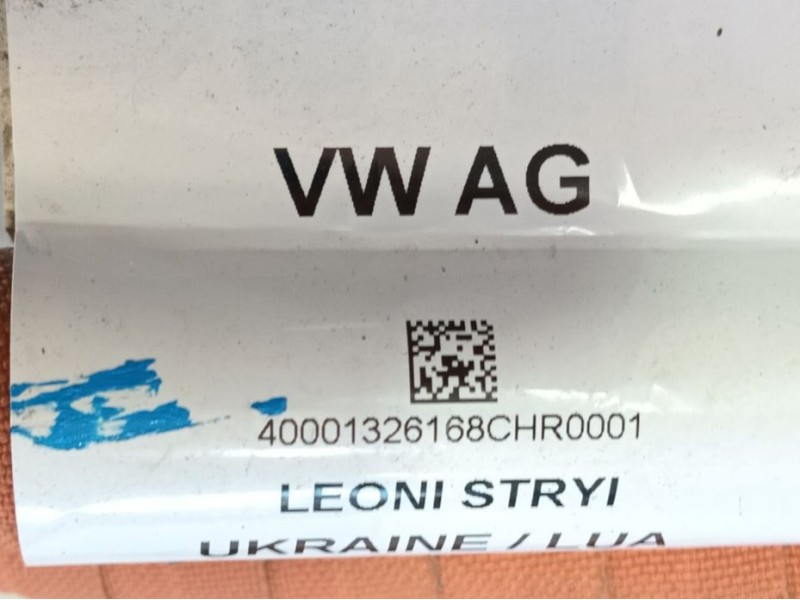 VW AG
40001326168CHR0001
LEONI STRYI
UKRAINE / LUA